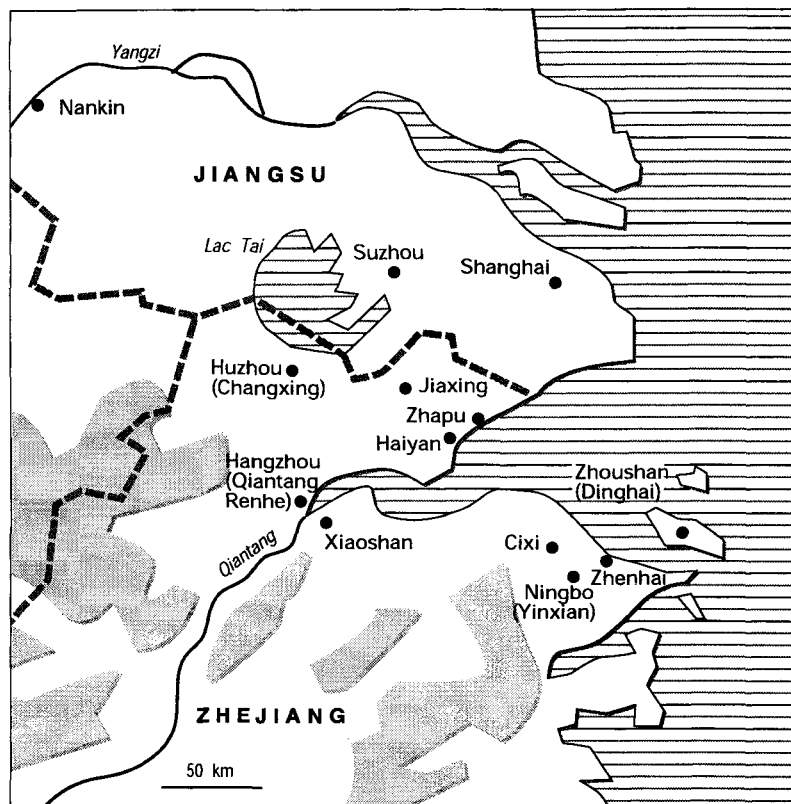 Yangzi
Nankin
JIANGSU
Lac Tai
Suzhou
Shanghai
Huzhou
(Changxing)
Jiaxing
Zhapu
Haiyan
Hangzhou
(Qiantang
Renhe)
Zhoushan
(Dinghai)
Qiantang
Xiaoshan
Cixi
Zhenhai
Ningbo
(Yinxian)
ZHEJIANG
50 km